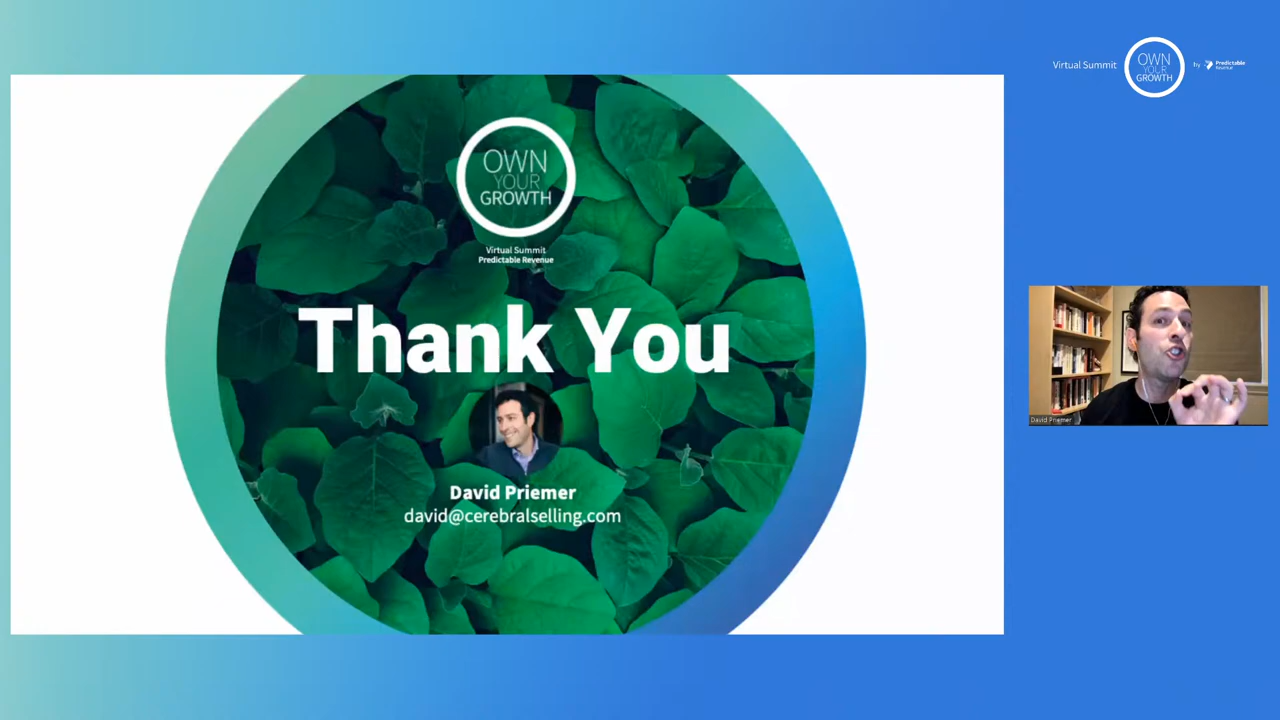 Virtual Summit
OWN
YOUR
GROWTH
by Predictable
Revenue
OWN
YOUR
GROWTH
Virtual Summit
Predictable Revenue
Thank You
David Priemer
david@cerebralselling.com
David Priemer